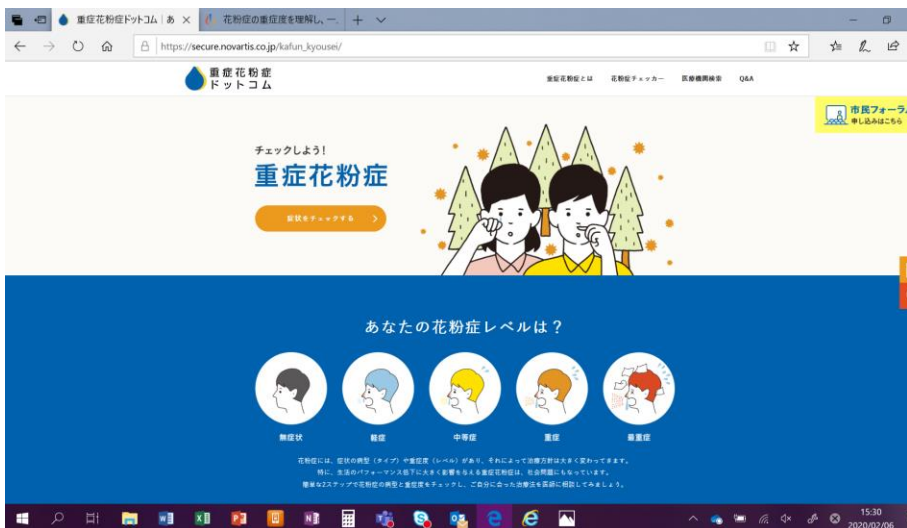 重症花粉症ドットコム | あ
花粉症の重症度を理解し、一
https://secure.novartis.co.jp/kafun_kyousei/
重症花粉症
ドットコム
重症花粉症とは
花粉症チェッカー
医療機関検索
Q&A
市民フォーラ
申し込みはこちら
チェックしよう!
重症花粉症
症状をチェックする
あなたの花粉症レベルは?
無症状
軽症
中等症
重症
最重症
花粉症には、症状の病型(タイプ)や重症度(レベル)があり、それによって治療方針は大きく変わってきます。
特に、生活のパフォーマンス低下に大きく影響を与える重症花粉症は、社会問題にもなっています。
簡単な2ステップで花粉症の病型と重症度をチェックし、ご自分に合った治療法を医師に相談してみましょう。
15:30
2020/02/06